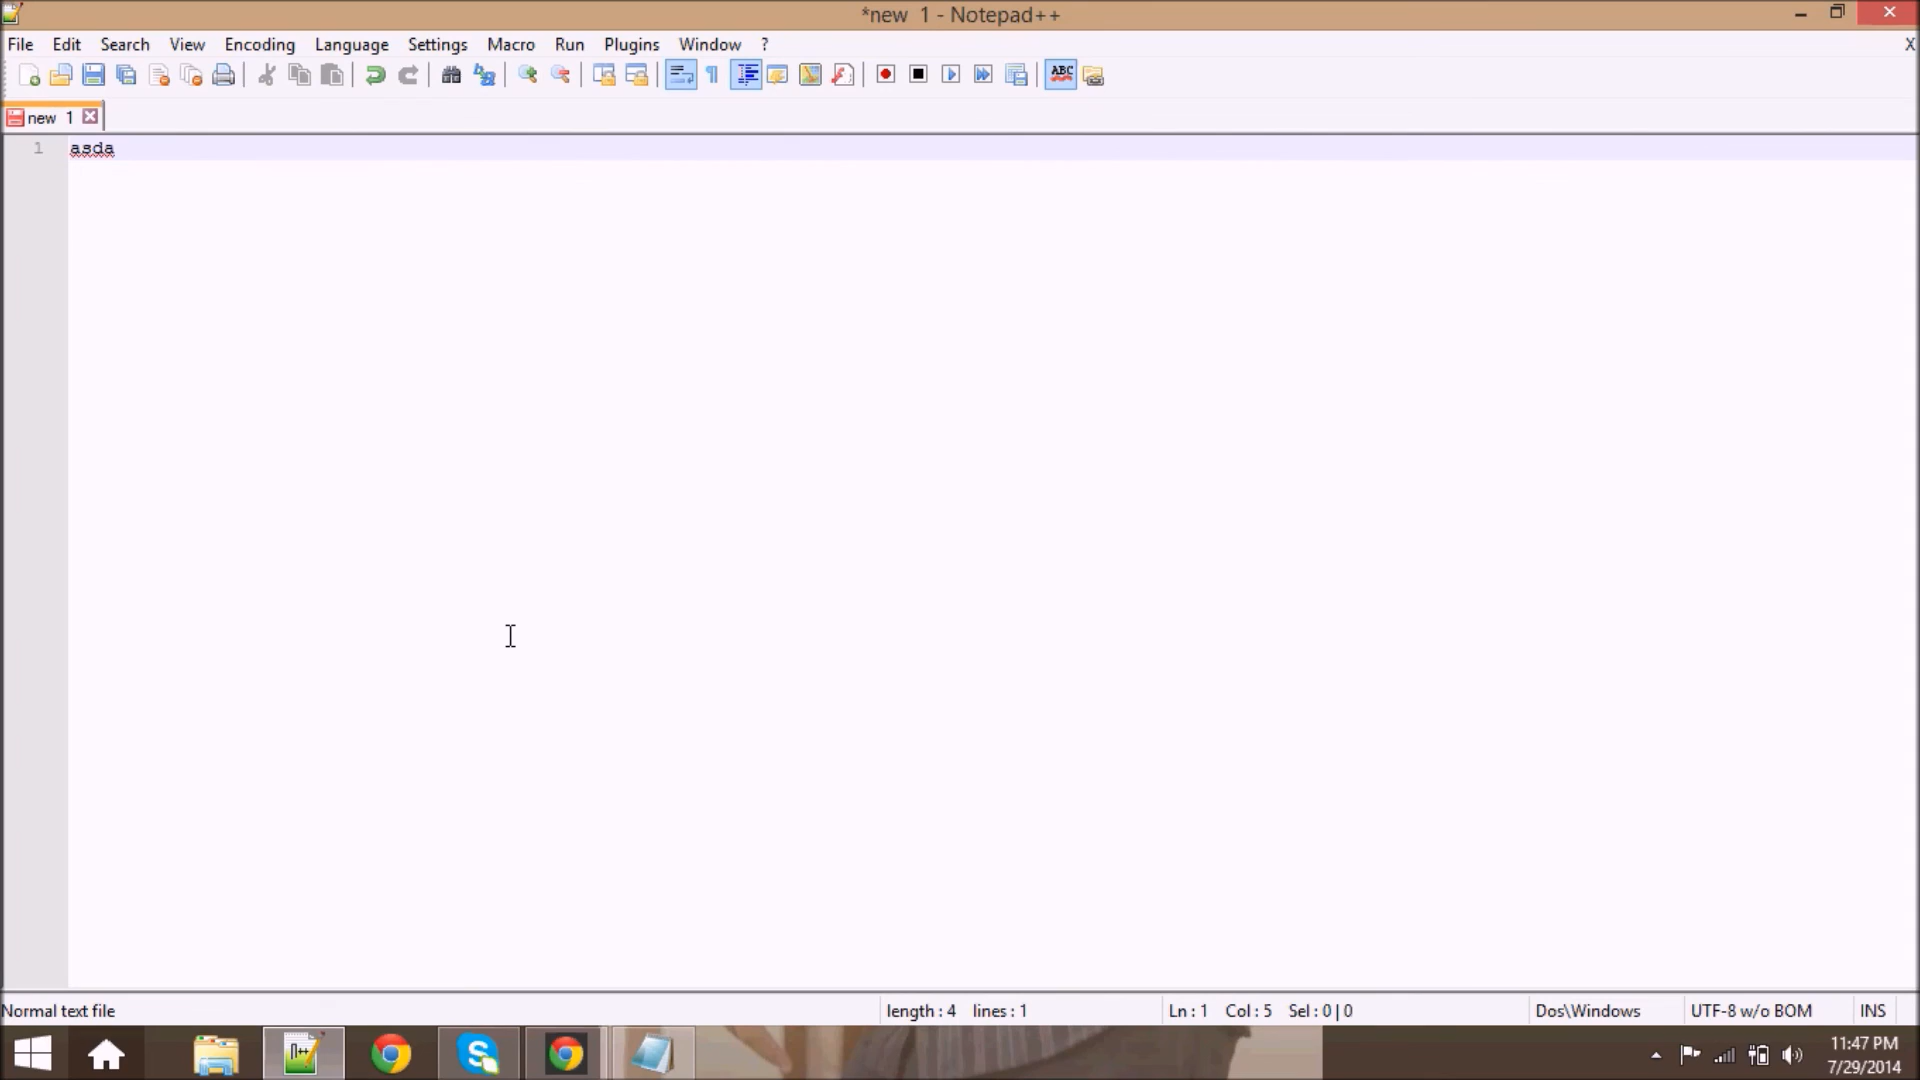 *new  1 - Notepad++
File Edit Search View Encoding Language Settings Macro Run Plugins Window ? X
ABC
new  1
1 asda
Normal text file length : 4 lines : 1 Ln : 1 Col : 5 Sel : 0 | 0 Dos\Windows UTF-8 w/o BOM INS
11:47 PM
7/29/2014